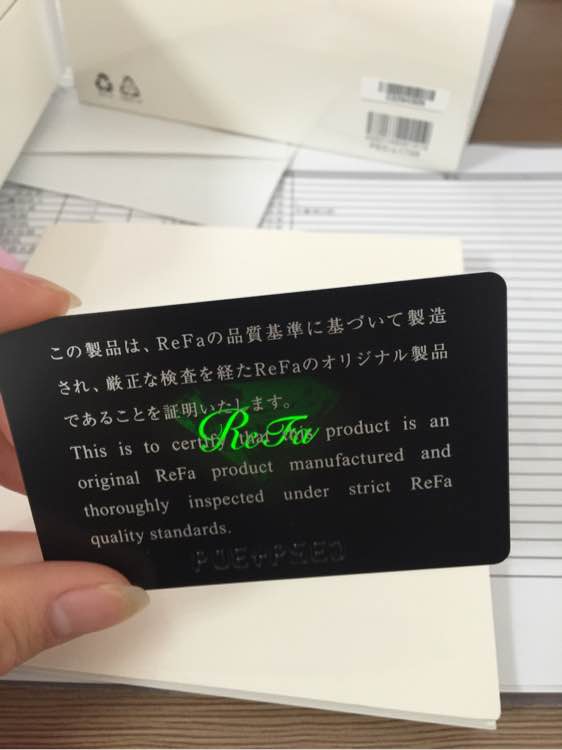 この製品は、ReFaの品質基準に基づいて製造
され、厳正な検査を経たReFaのオリジナル製品
であることを証明いたします。
ReFa
This is to certify that this product is an
original ReFa product manufactured and
thoroughly inspected under strict ReFa
quality standards.